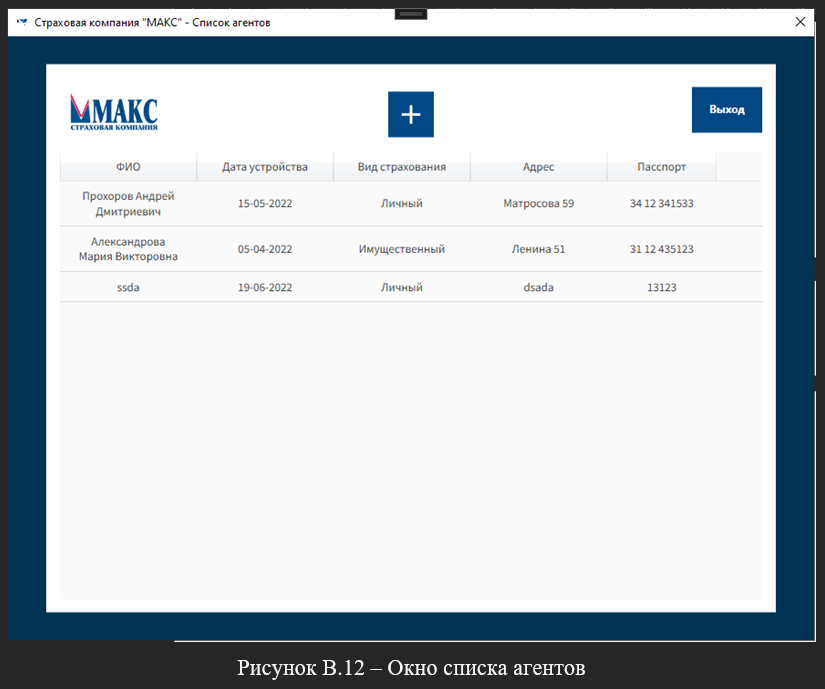 Страховая компания "МАКС" - Список агентов
МАКС
СТРАХОВАЯ КОМПАНИЯ
+
Выход
ФИО Дата устройства Вид страхования Адрес Пасспорт
Прохоров Андрей
Дмитриевич 15-05-2022 Личный Матросова 59 34 12 341533
Александрова
Мария Викторовна 05-04-2022 Имущественный Ленина 51 31 12 435123
ssda 19-06-2022 Личный dsada 13123
Рисунок В.12 – Окно списка агентов